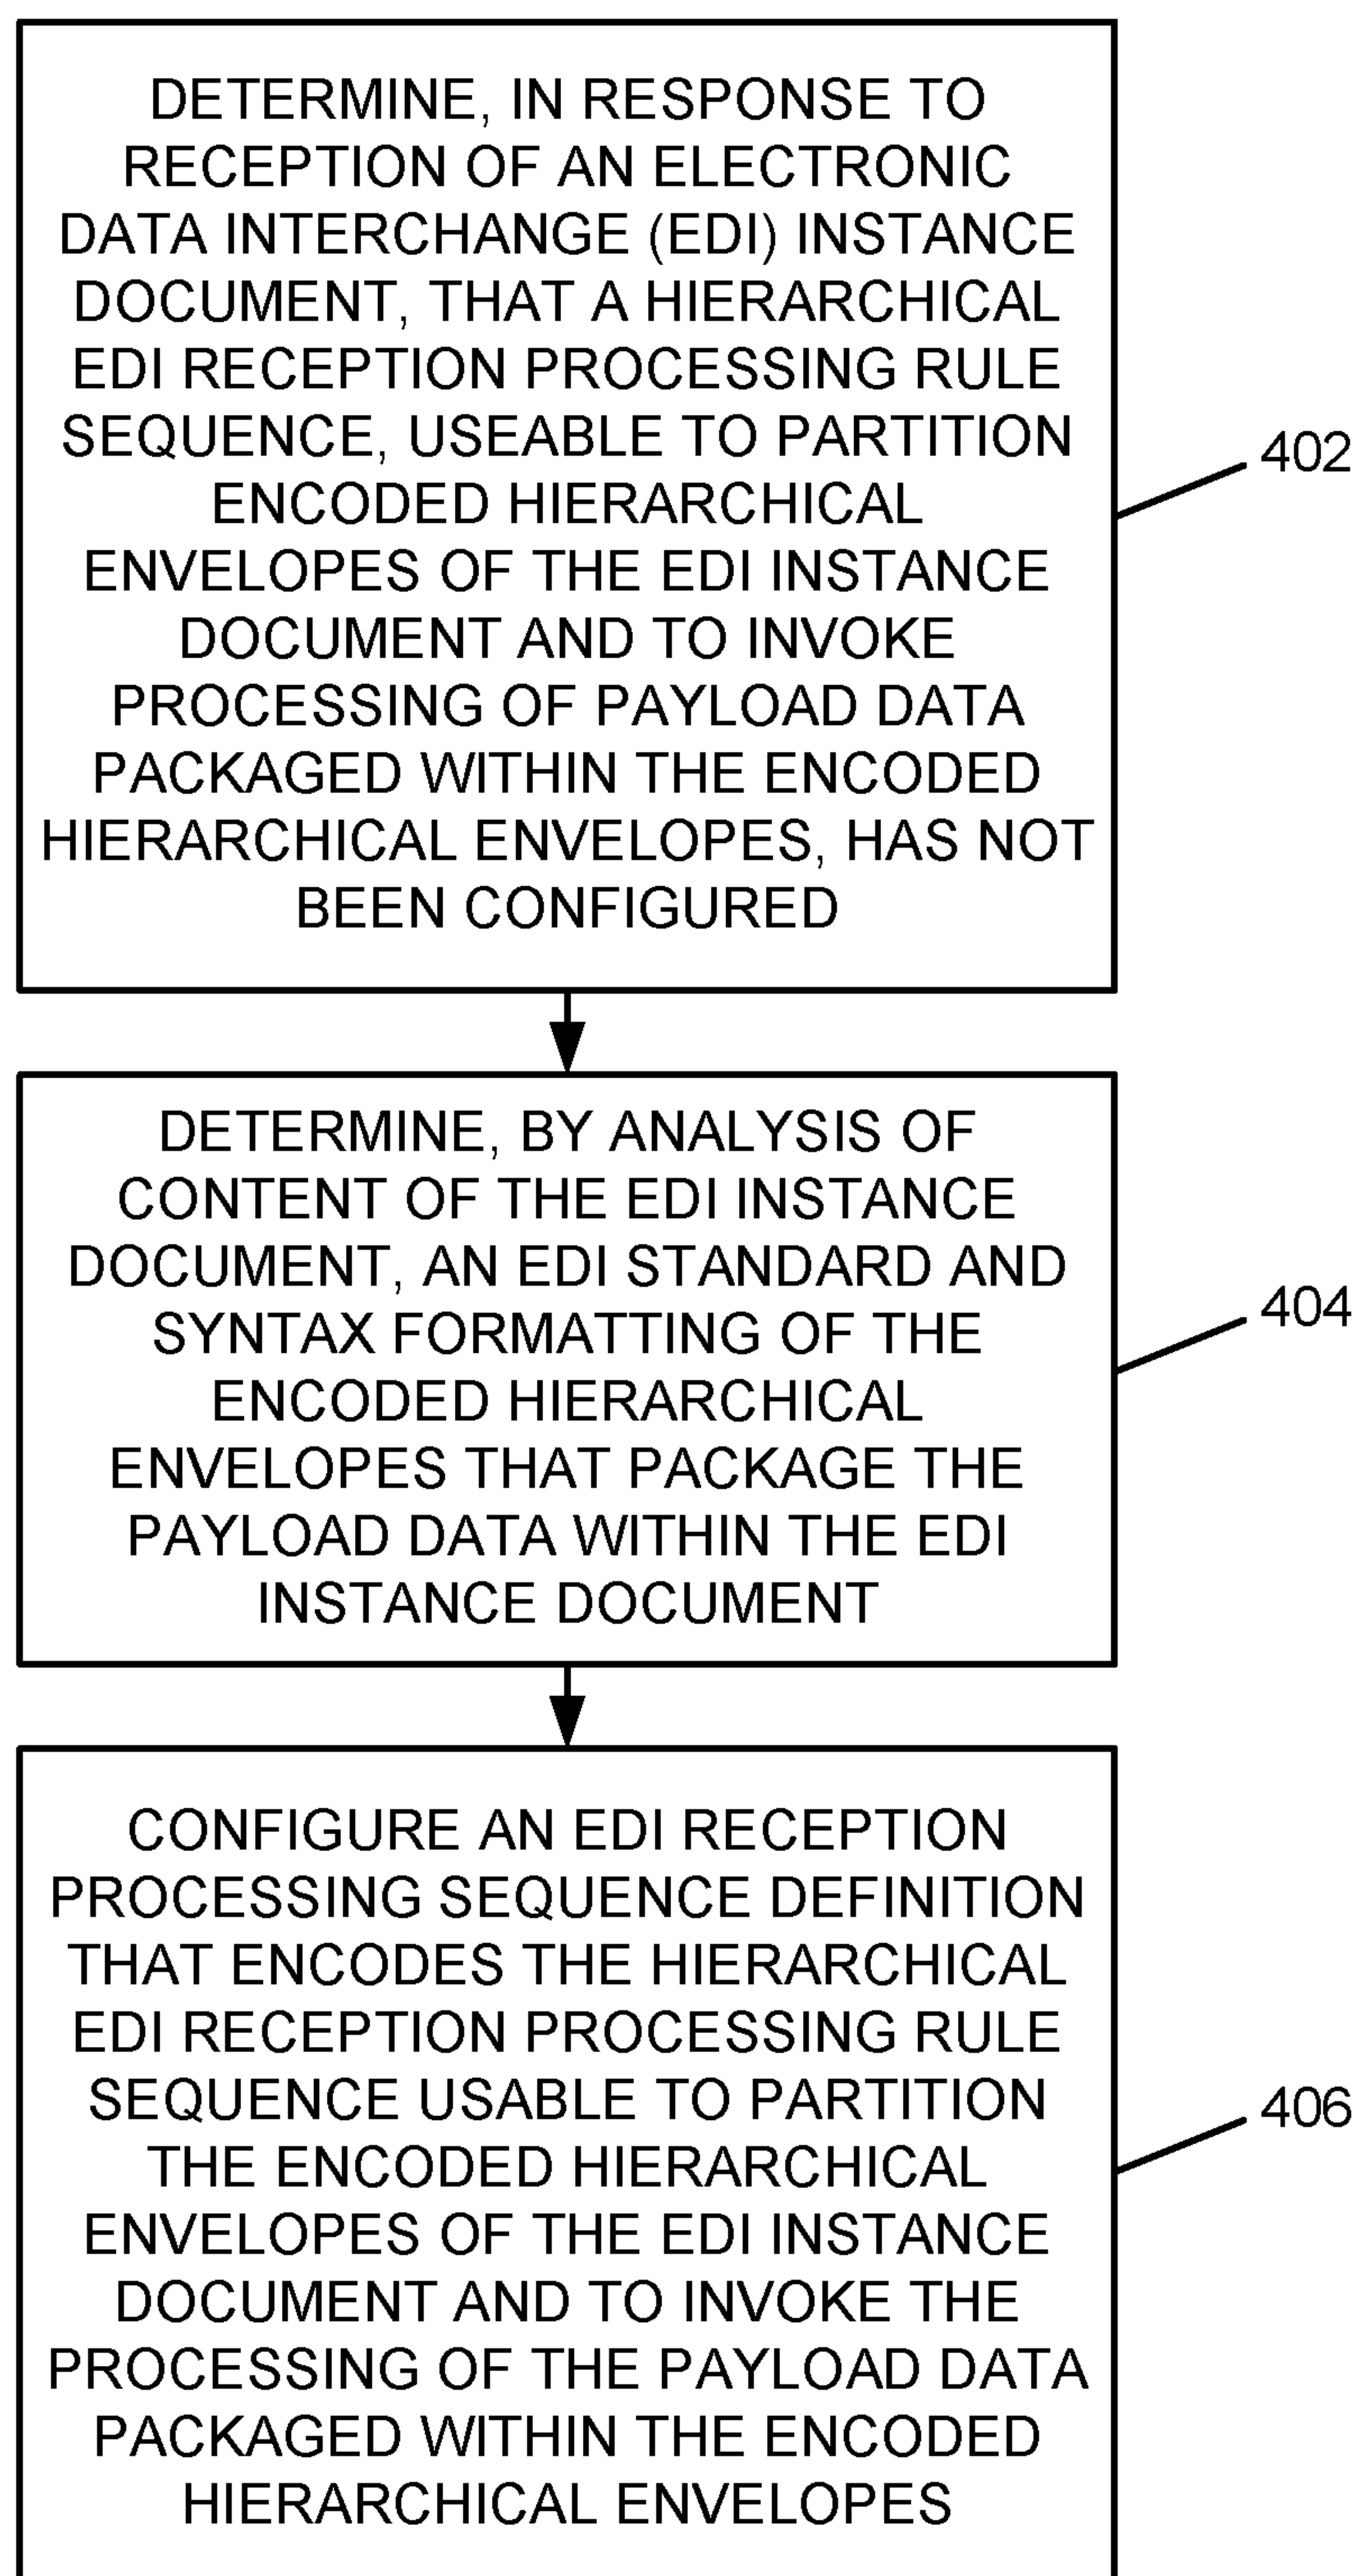 DETERMINE, IN RESPONSE TO
RECEPTION OF AN ELECTRONIC
DATA INTERCHANGE (EDI) INSTANCE
DOCUMENT, THAT A HIERARCHICAL
EDI RECEPTION PROCESSING RULE
SEQUENCE, USEABLE TO PARTITION
ENCODED HIERARCHICAL
ENVELOPES OF THE EDI INSTANCE
DOCUMENT AND TO INVOKE
PROCESSING OF PAYLOAD DATA
PACKAGED WITHIN THE ENCODED
HIERARCHICAL ENVELOPES, HAS NOT
BEEN CONFIGURED
402
DETERMINE, BY ANALYSIS OF
CONTENT OF THE EDI INSTANCE
DOCUMENT, AN EDI STANDARD AND
SYNTAX FORMATTING OF THE
ENCODED HIERARCHICAL
ENVELOPES THAT PACKAGE THE
PAYLOAD DATA WITHIN THE EDI
INSTANCE DOCUMENT
404
CONFIGURE AN EDI RECEPTION
PROCESSING SEQUENCE DEFINITION
THAT ENCODES THE HIERARCHICAL
EDI RECEPTION PROCESSING RULE
SEQUENCE USABLE TO PARTITION
THE ENCODED HIERARCHICAL
ENVELOPES OF THE EDI INSTANCE
DOCUMENT AND TO INVOKE THE
PROCESSING OF THE PAYLOAD DATA
PACKAGED WITHIN THE ENCODED
HIERARCHICAL ENVELOPES
406